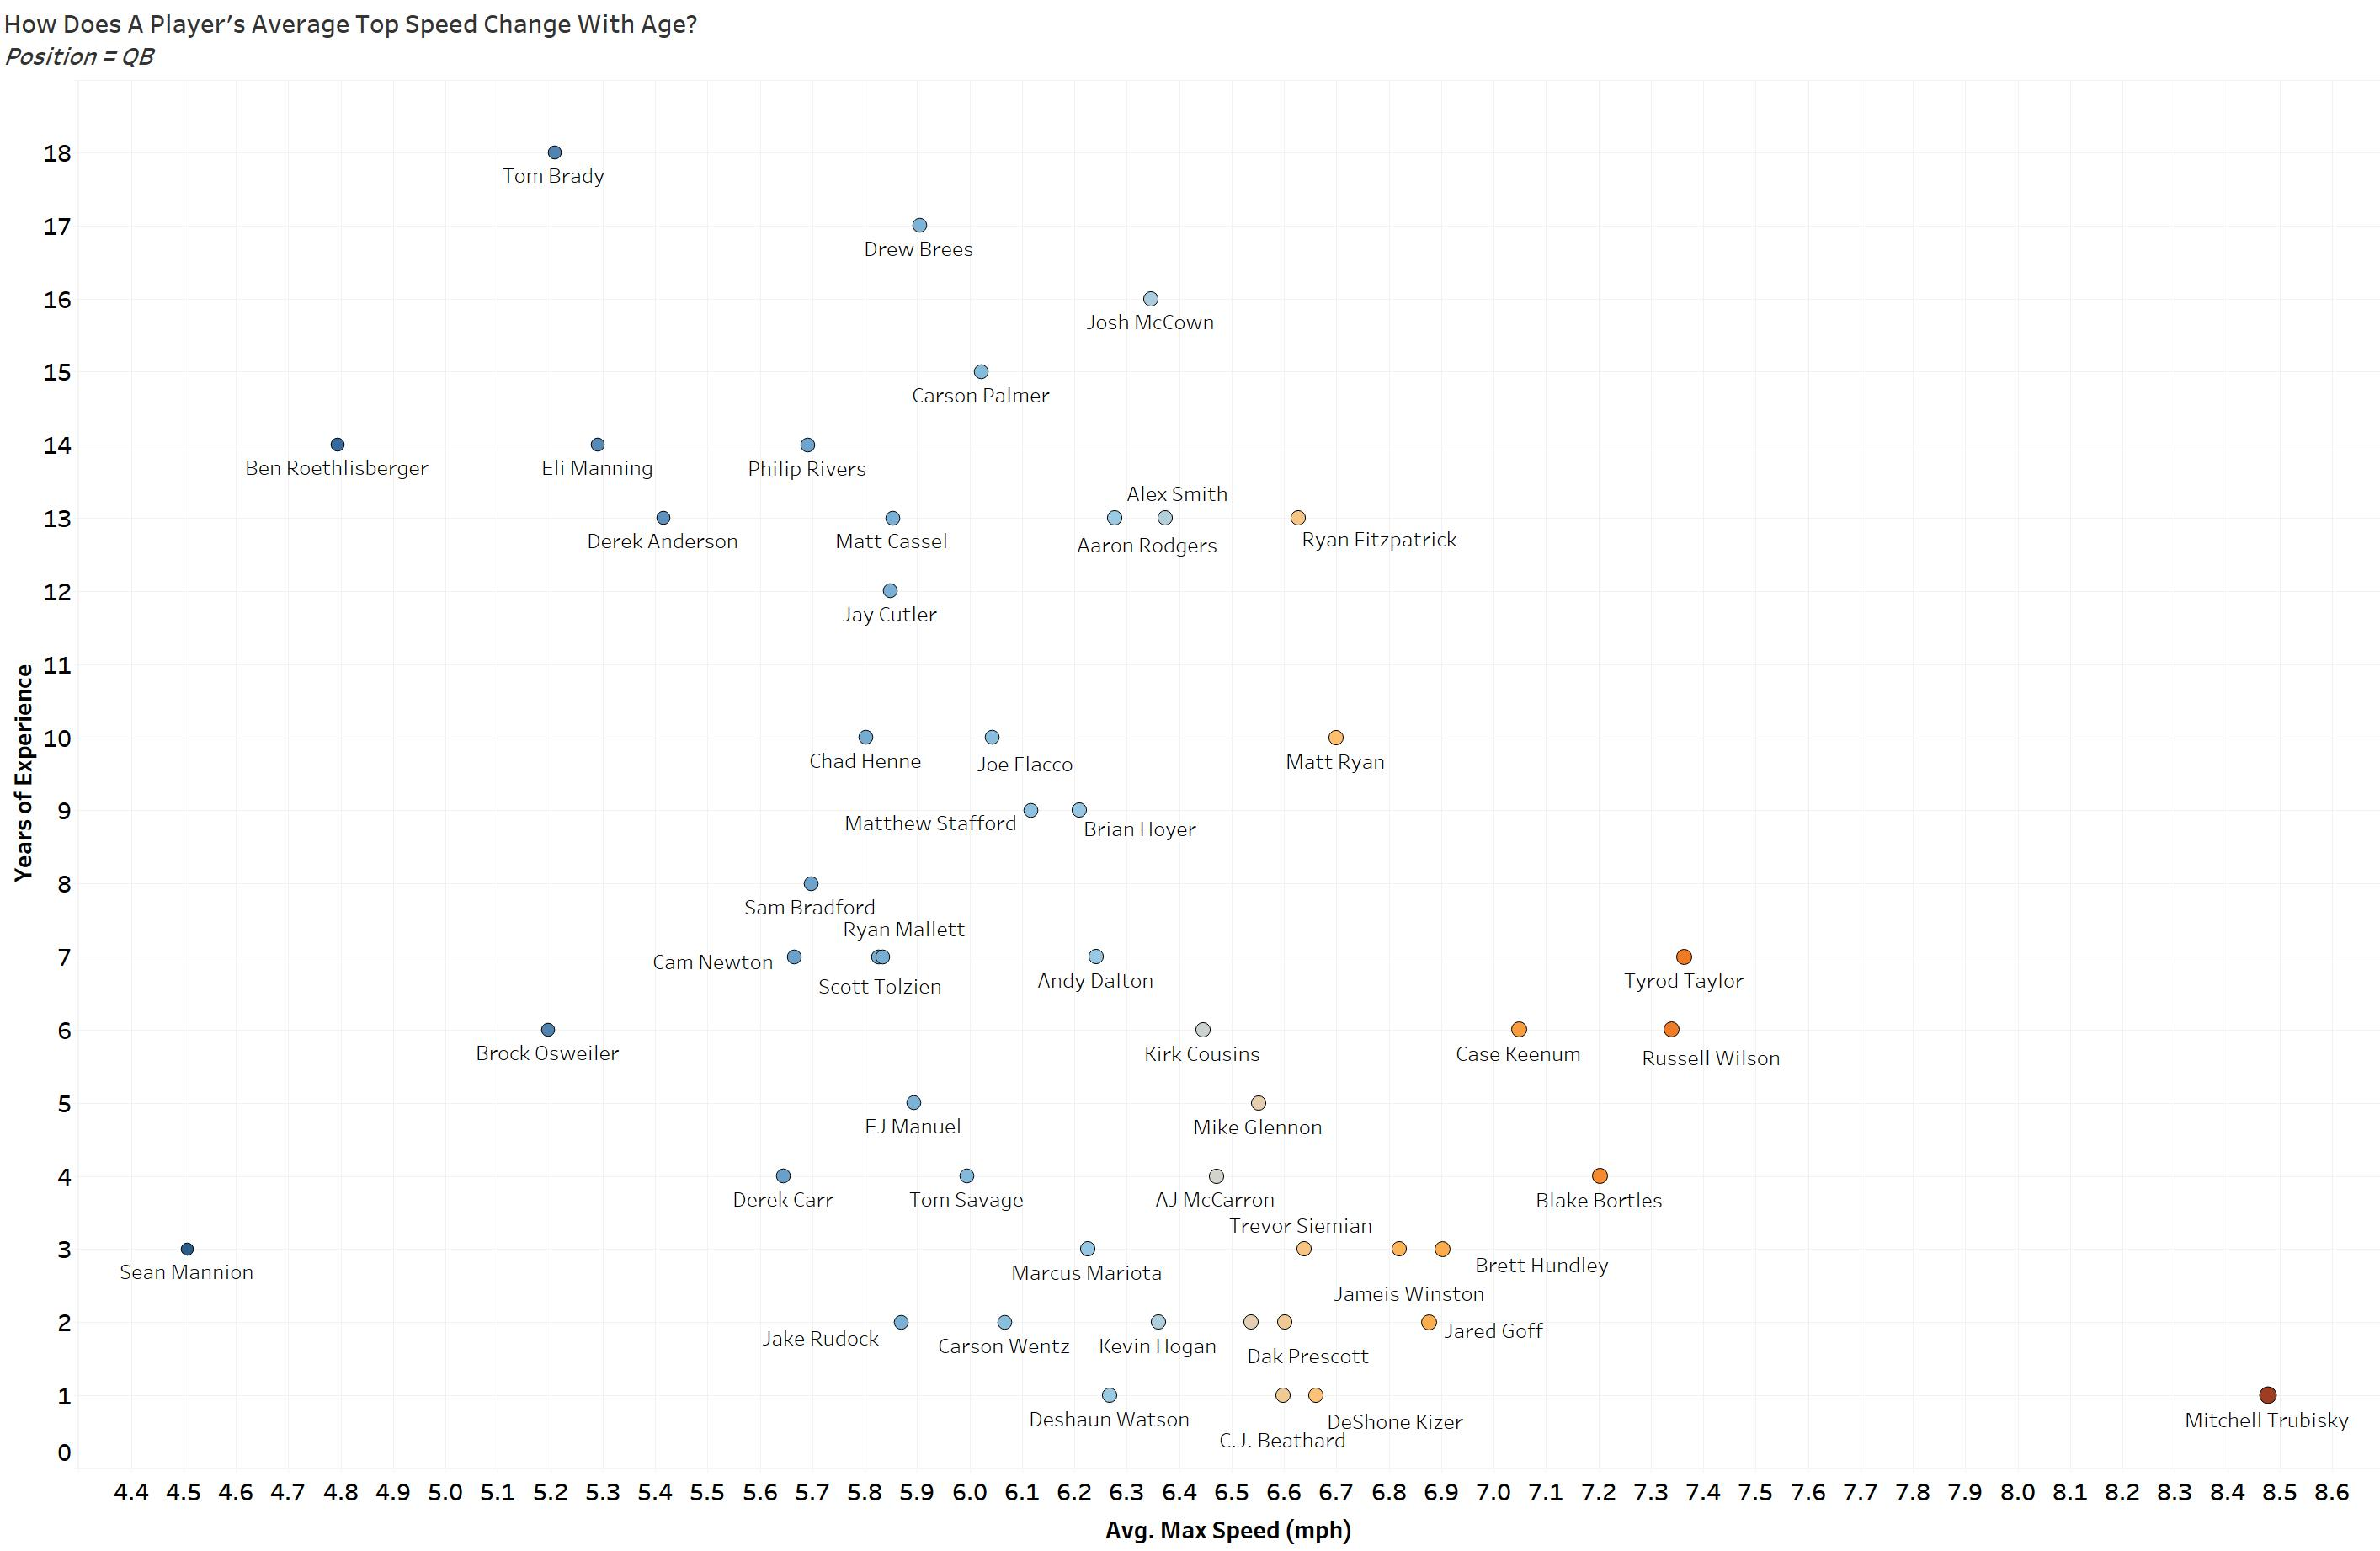 How Does A Player’s Average Top Speed Change With Age?
Position = QB
Years of Experience
18
Tom Brady
17
Drew Brees
16
Josh McCown
15
Carson Palmer
14
Ben Roethlisberger
Eli Manning
Philip Rivers
Alex Smith
13
Derek Anderson
Matt Cassel
Aaron Rodgers
Ryan Fitzpatrick
12
Jay Cutler
11
10
Chad Henne
Joe Flacco
Matt Ryan
9
Matthew Stafford
Brian Hoyer
8
Sam Bradford
Ryan Mallett
7
Cam Newton
Scott Tolzien
Andy Dalton
Tyrod Taylor
6
Brock Osweiler
Kirk Cousins
Case Keenum
Russell Wilson
5
EJ Manuel
Mike Glennon
4
Derek Carr
Tom Savage
AJ McCarron
Blake Bortles
Trevor Siemian
3
Sean Mannion
Marcus Mariota
Brett Hundley
Jameis Winston
2
Jake Rudock
Carson Wentz
Kevin Hogan
Dak Prescott
Jared Goff
1
Deshaun Watson
C.J. Beathard
DeShone Kizer
Mitchell Trubisky
0
4.4 4.5 4.6 4.7 4.8 4.9 5.0 5.1 5.2 5.3 5.4 5.5 5.6 5.7 5.8 5.9 6.0 6.1 6.2 6.3 6.4 6.5 6.6 6.7 6.8 6.9 7.0 7.1 7.2 7.3 7.4 7.5 7.6 7.7 7.8 7.9 8.0 8.1 8.2 8.3 8.4 8.5 8.6
Avg. Max Speed (mph)